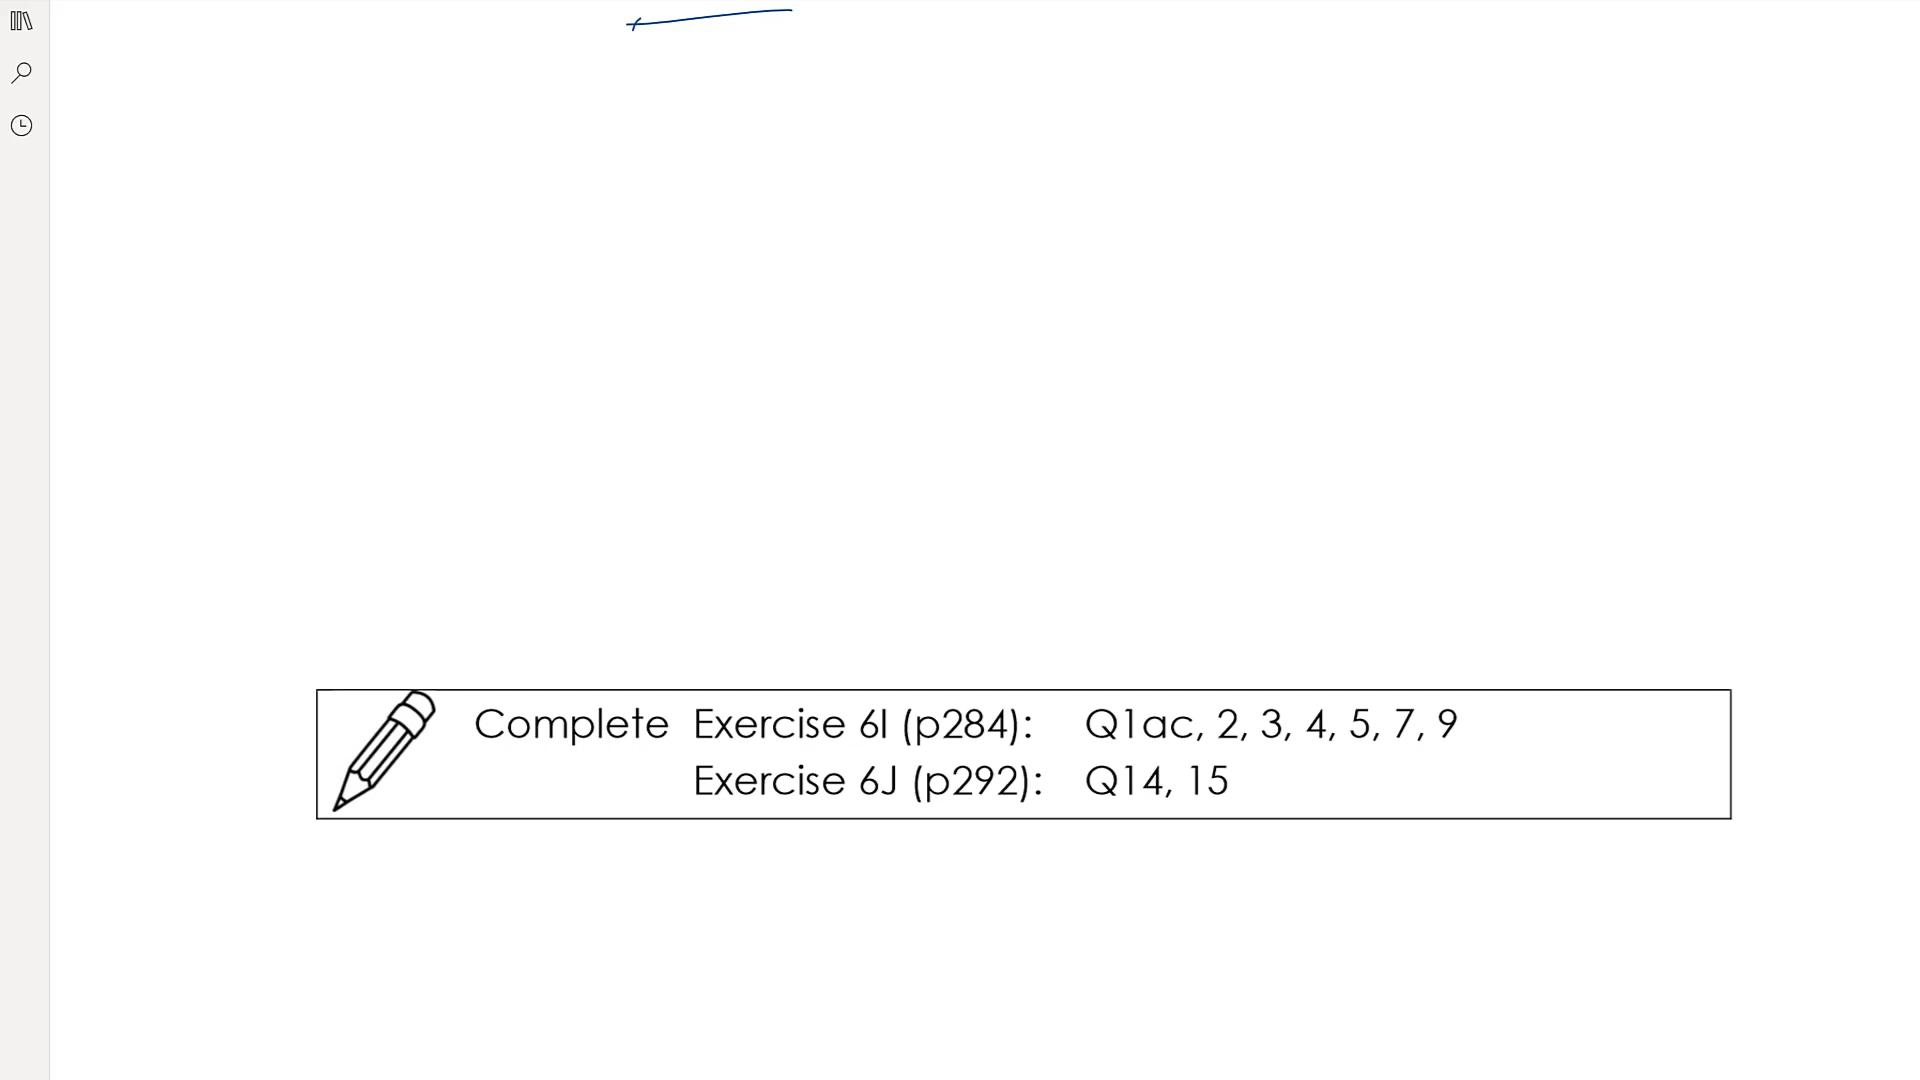 Complete Exercise 6I (p284): Q1ac, 2, 3, 4, 5, 7, 9
Exercise 6J (p292): Q14, 15